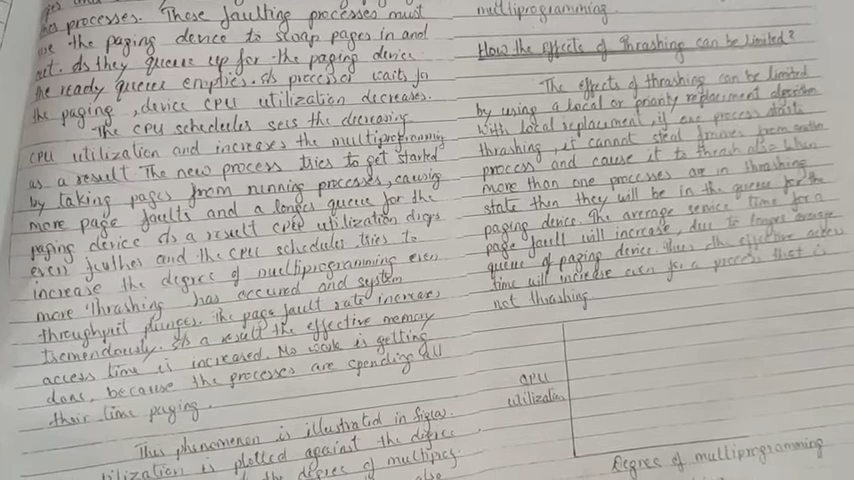 processes. These faulting processes must
use the paging device to swap pages in and
out. As they queue up for the paging device
the ready queue empties. As processor waits for
the paging, device CPU utilization decreases.
The CPU schedules sets the decreasing
CPU utilization and increases the multiprogramming
as a result. The new process tries to get started
by taking pages from running processes, causing
more page faults and a longer queue for the
paging device As a result CPU utilization drops
even further and the CPU schedules tries to
increase the degree of multiprogramming even
more. Thrashing has occured and system
throughput plunges. The page fault rate increases
tremendously. As a result the effective memory
access time is increased. No work is getting
done, because the processes are spending all
their time paging.
This phenomenon is illustrated in fig(a).
utilization is plotted against the degree
the degree of multiprog.
also
multiprogramming.
How the effects of Thrashing can be limited?
The effects of thrashing can be limited
by using a local or priority replacement
with local replacement, if one process starts
thrashing, it cannot steal frames from another
process and cause it to thrash also. When
more than one processes are in thrashing
state then they will be in the queue for the
paging device. The average service time for a
page fault will increase, due to longer average
queue of paging device. Thus the effective access
time will increase even for a process that is
not thrashing.
CPU
utilization
Degree of multiprogramming